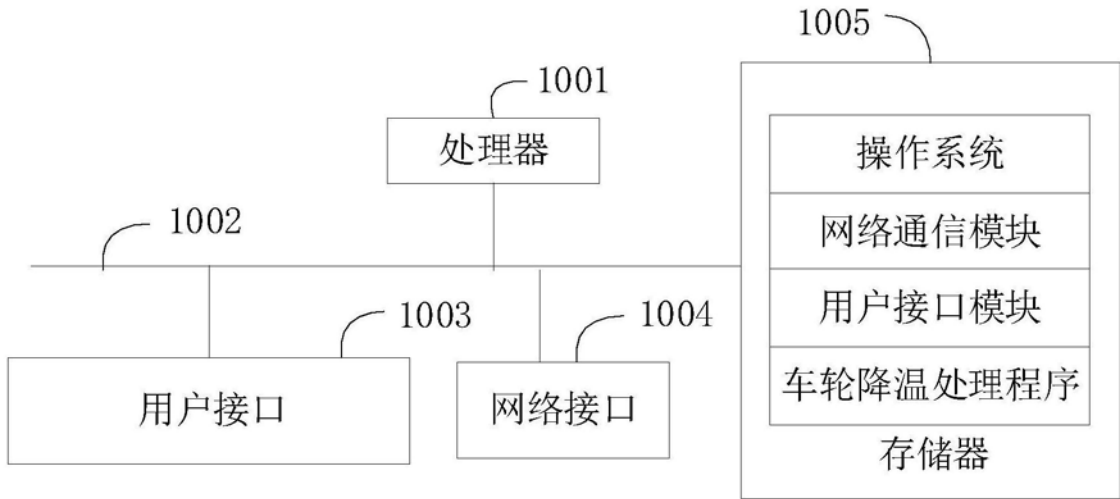 1005
1001
处理器
操作系统
1002
网络通信模块
用户接口模块
1003
1004
车轮降温处理程序
用户接口
网络接口
存储器